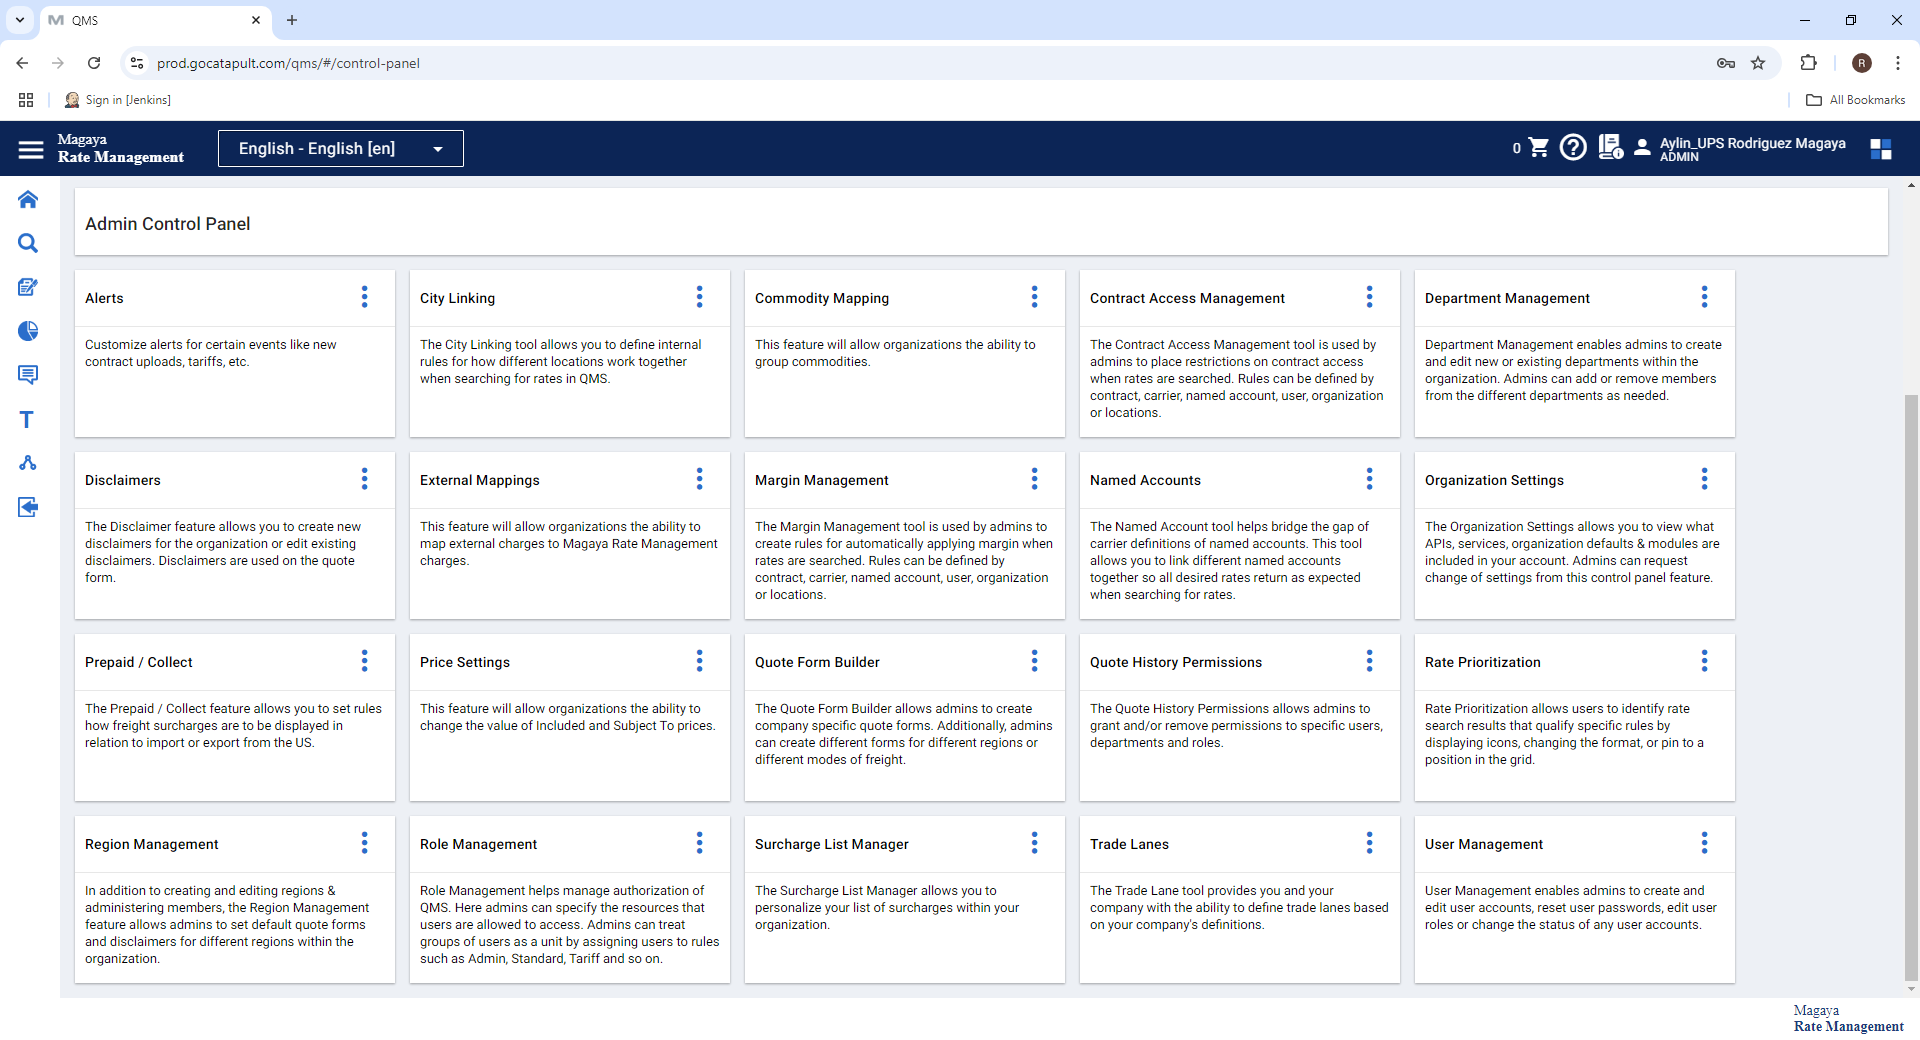 QMS
prod.gocatapult.com/qms/#/control-panel
R
Sign in [Jenkins]
All Bookmarks
Magaya
Rate Management
English - English [en]
0
Aylin_UPS Rodriguez Magaya
ADMIN
Admin Control Panel
Alerts
Customize alerts for certain events like new
contract uploads, tariffs, etc.
City Linking
The City Linking tool allows you to define internal
rules for how different locations work together
when searching for rates in QMS.
Commodity Mapping
This feature will allow organizations the ability to
group commodities.
Contract Access Management
The Contract Access Management tool is used by
admins to place restrictions on contract access
when rates are searched. Rules can be defined by
contract, carrier, named account, user, organization
or locations.
Department Management
Department Management enables admins to create
and edit new or existing departments within the
organization. Admins can add or remove members
from the different departments as needed.
Disclaimers
The Disclaimer feature allows you to create new
disclaimers for the organization or edit existing
disclaimers. Disclaimers are used on the quote
form.
External Mappings
This feature will allow organizations the ability to
map external charges to Magaya Rate Management
charges.
Margin Management
The Margin Management tool is used by admins to
create rules for automatically applying margin when
rates are searched. Rules can be defined by
contract, carrier, named account, user, organization
or locations.
Named Accounts
The Named Account tool helps bridge the gap of
carrier definitions of named accounts. This tool
allows you to link different named accounts
together so all desired rates return as expected
when searching for rates.
Organization Settings
The Organization Settings allows you to view what
APIs, services, organization defaults & modules are
included in your account. Admins can request
change of settings from this control panel feature.
Prepaid / Collect
The Prepaid / Collect feature allows you to set rules
how freight surcharges are to be displayed in
relation to import or export from the US.
Price Settings
This feature will allow organizations the ability to
change the value of Included and Subject To prices.
Quote Form Builder
The Quote Form Builder allows admins to create
company specific quote forms. Additionally, admins
can create different forms for different regions or
different modes of freight.
Quote History Permissions
The Quote History Permissions allows admins to
grant and/or remove permissions to specific users,
departments and roles.
Rate Prioritization
Rate Prioritization allows users to identify rate
search results that qualify specific rules by
displaying icons, changing the format, or pin to a
position in the grid.
Region Management
In addition to creating and editing regions &
administering members, the Region Management
feature allows admins to set default quote forms
and disclaimers for different regions within the
organization.
Role Management
Role Management helps manage authorization of
QMS. Here admins can specify the resources that
users are allowed to access. Admins can treat
groups of users as a unit by assigning users to rules
such as Admin, Standard, Tariff and so on.
Surcharge List Manager
The Surcharge List Manager allows you to
personalize your list of surcharges within your
organization.
Trade Lanes
The Trade Lane tool provides you and your
company with the ability to define trade lanes based
on your company's definitions.
User Management
User Management enables admins to create and
edit user accounts, reset user passwords, edit user
roles or change the status of any user accounts.
Magaya
Rate Management